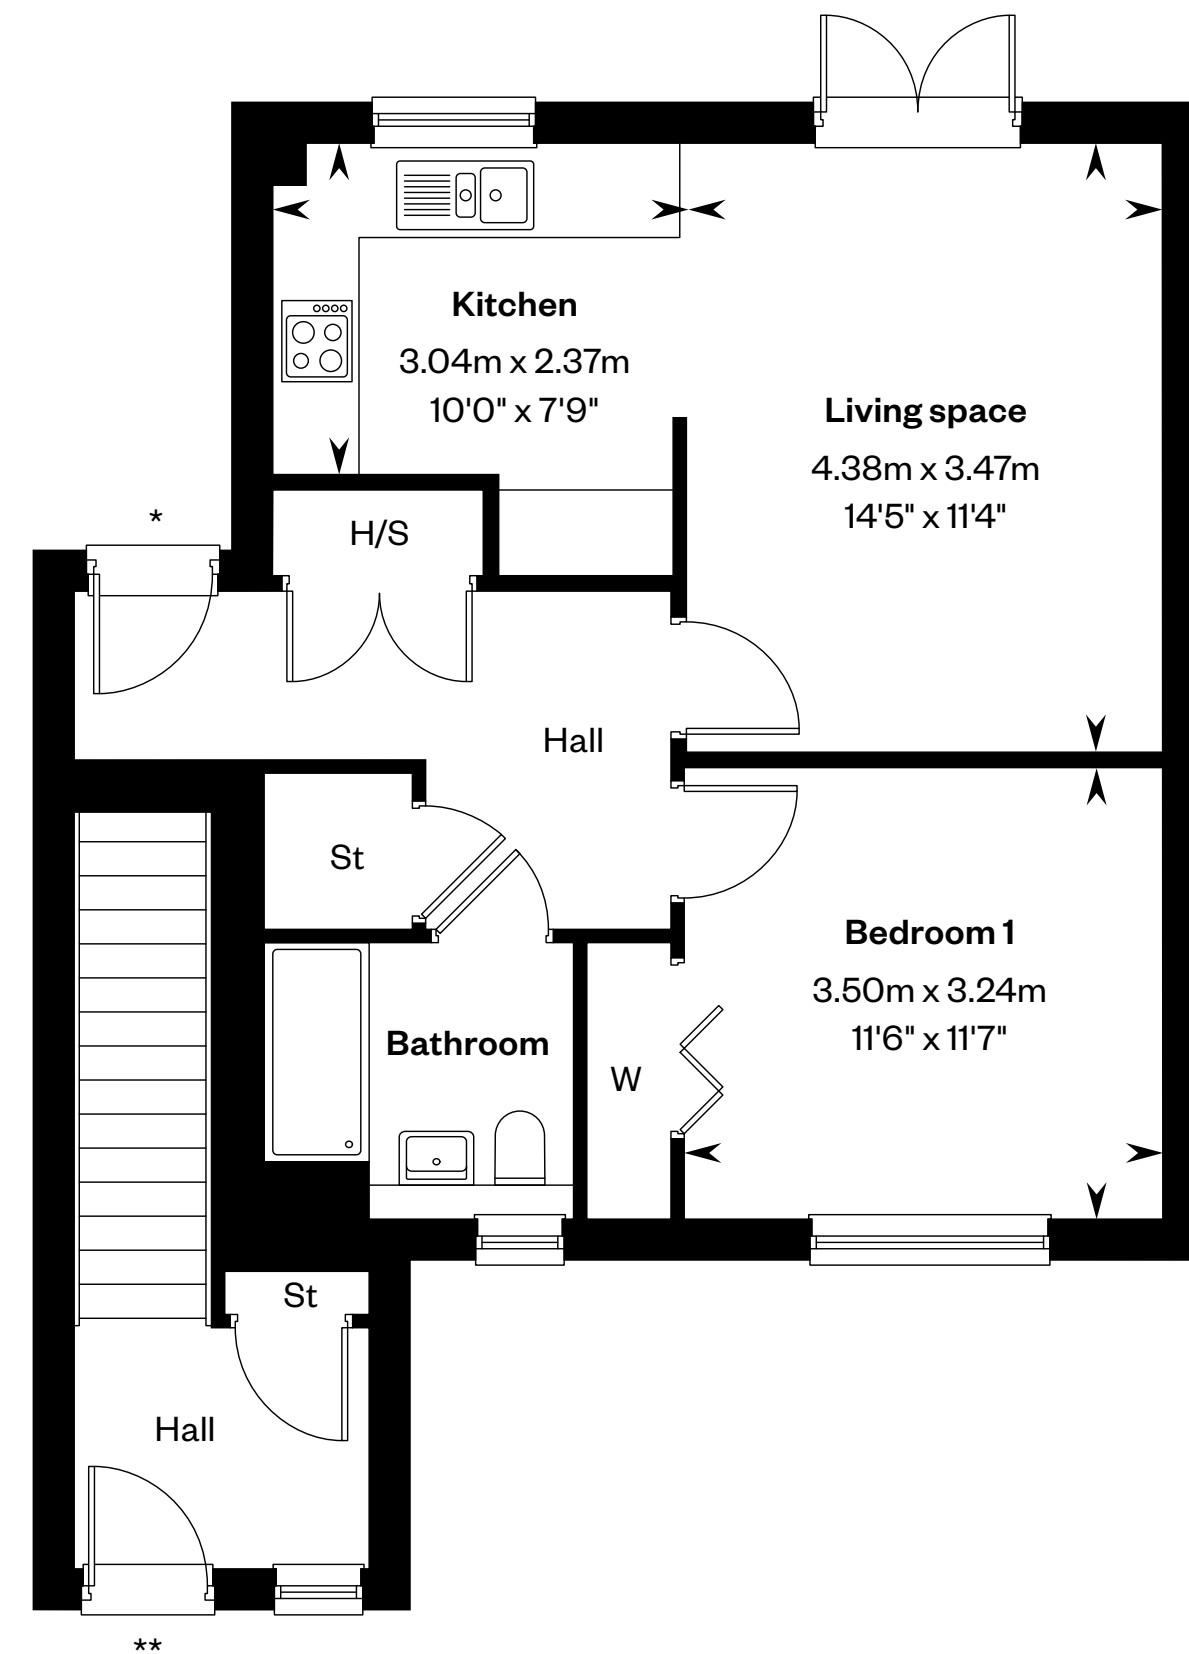 Kitchen
3.04m x 2.37m
10'0" x 7'9"
Living space
4.38m x 3.47m
14'5" x 11'4"
*
H/S
Hall
St
Bedroom 1
3.50m x 3.24m
11'6" x 11'7"
Bathroom
W
St
Hall
**